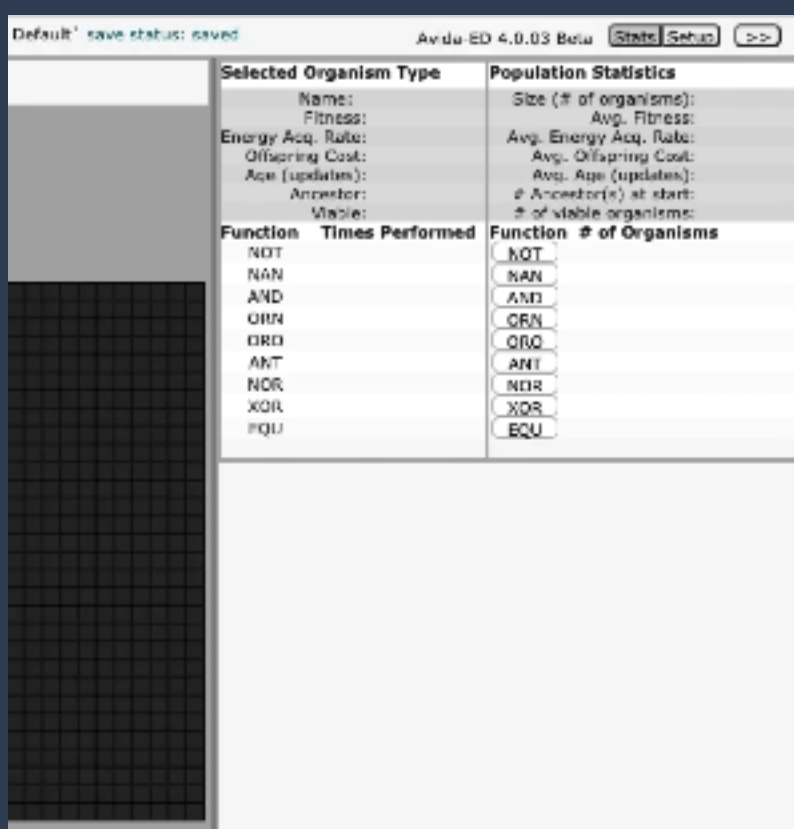 Default' save status: saved
Avida-ED 4.0.03 Beta Stats Setup >>
Selected Organism Type
Name:
Fitness:
Energy Acq. Rate:
Offspring Cost:
Age (updates):
Ancestor:
Viable:
Function Times Performed
NOT
NAN
AND
ORN
ORO
ANT
NOR
XOR
EQU
Population Statistics
Size (# of organisms):
Avg. Fitness:
Avg. Energy Acq. Rate:
Avg. Offspring Cost:
Avg. Age (updates):
# Ancestor(s) at start:
# of viable organisms:
Function # of Organisms
NOT
NAN
AND
ORN
ORO
ANT
NOR
XOR
EQU